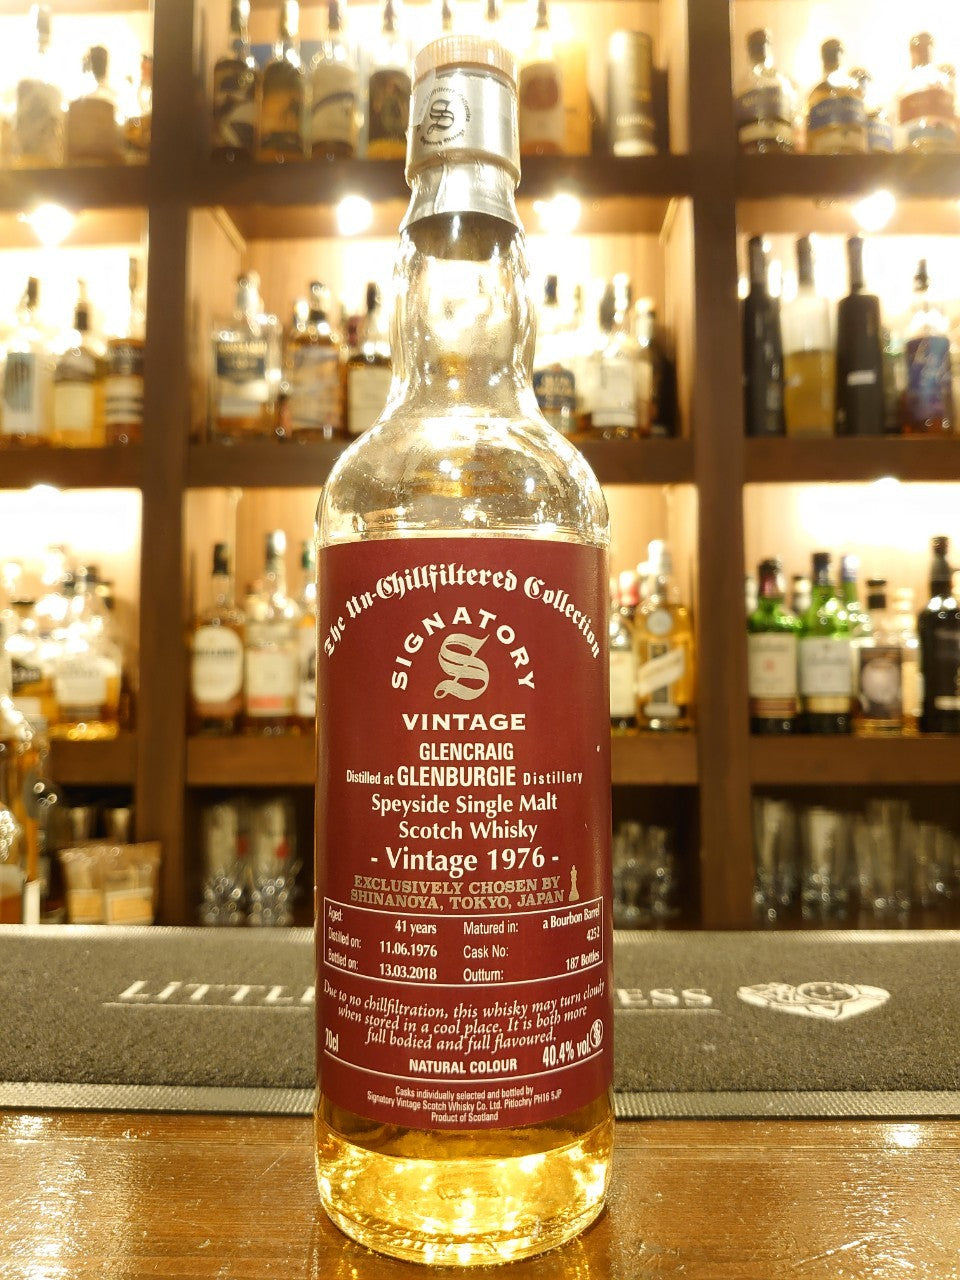 The Un-Chillfiltered Collection
SIGNATORY
S
VINTAGE
GLENCRAIG
Distilled at GLENBURGIE Distillery
Speyside Single Malt
Scotch Whisky
- Vintage 1976 -
EXCLUSIVELY CHOSEN BY
SHINANOYA, TOKYO, JAPAN
Aged: 41 years Matured in: a Bourbon Barrel
Distilled on: 11.06.1976 Cask No: 4252
Bottled on: 13.03.2018 Outturn: 187 Bottles
Due to no chillfiltration, this whisky may turn cloudy
when stored in a cool place. It is both more
full bodied and full flavoured.
70cl NATURAL COLOUR 40.4% vol.
Casks individually selected and bottled by
Signatory Vintage Scotch Whisky Co. Ltd. Pitlochry PH16 5JP
Product of Scotland
LITTL
ESS